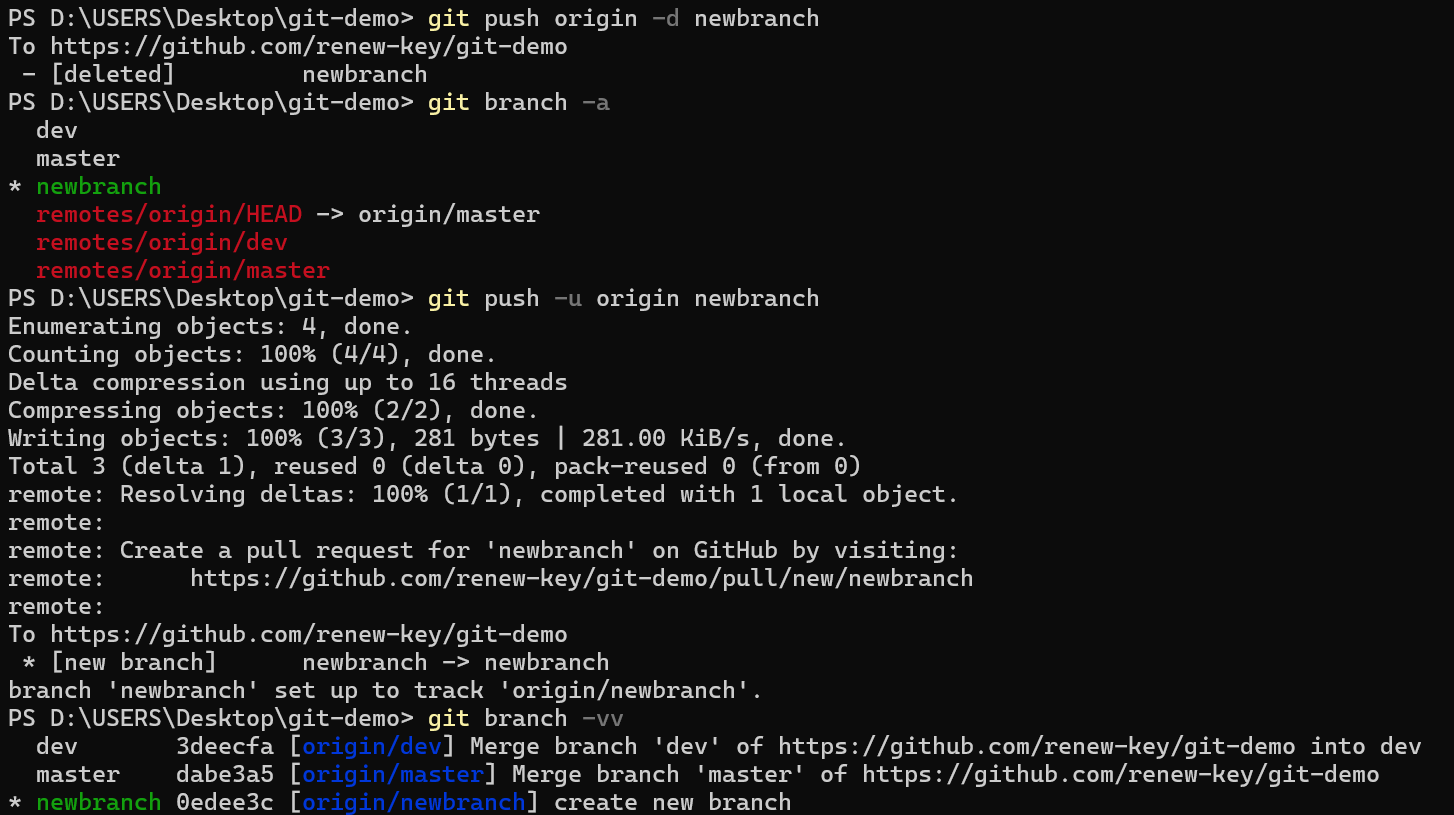 PS D:\USERS\Desktop\git-demo> git push origin -d newbranch
To https://github.com/renew-key/git-demo
 - [deleted]         newbranch
PS D:\USERS\Desktop\git-demo> git branch -a
  dev
  master
* newbranch
  remotes/origin/HEAD -> origin/master
  remotes/origin/dev
  remotes/origin/master
PS D:\USERS\Desktop\git-demo> git push -u origin newbranch
Enumerating objects: 4, done.
Counting objects: 100% (4/4), done.
Delta compression using up to 16 threads
Compressing objects: 100% (2/2), done.
Writing objects: 100% (3/3), 281 bytes | 281.00 KiB/s, done.
Total 3 (delta 1), reused 0 (delta 0), pack-reused 0 (from 0)
remote: Resolving deltas: 100% (1/1), completed with 1 local object.
remote:
remote: Create a pull request for 'newbranch' on GitHub by visiting:
remote:      https://github.com/renew-key/git-demo/pull/new/newbranch
remote:
To https://github.com/renew-key/git-demo
 * [new branch]      newbranch -> newbranch
branch 'newbranch' set up to track 'origin/newbranch'.
PS D:\USERS\Desktop\git-demo> git branch -vv
  dev       3deecfa [origin/dev] Merge branch 'dev' of https://github.com/renew-key/git-demo into dev
  master    dabe3a5 [origin/master] Merge branch 'master' of https://github.com/renew-key/git-demo
* newbranch 0edee3c [origin/newbranch] create new branch